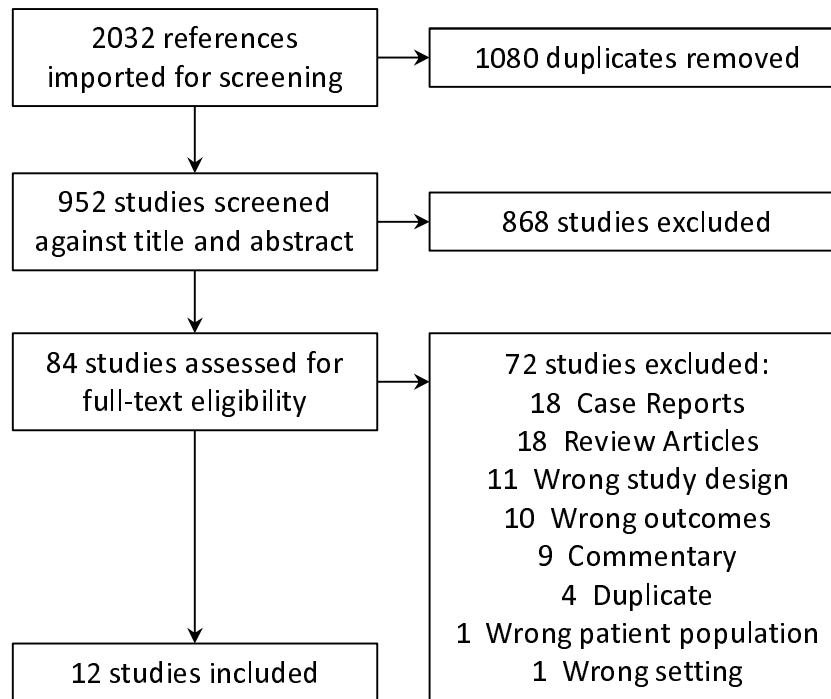 2032 references
imported for screening
1080 duplicates removed
952 studies screened
against title and abstract
868 studies excluded
84 studies assessed for
full-text eligibility
72 studies excluded:
18 Case Reports
18 Review Articles
11 Wrong study design
10 Wrong outcomes
9 Commentary
4 Duplicate
1 Wrong patient population
1 Wrong setting
12 studies included